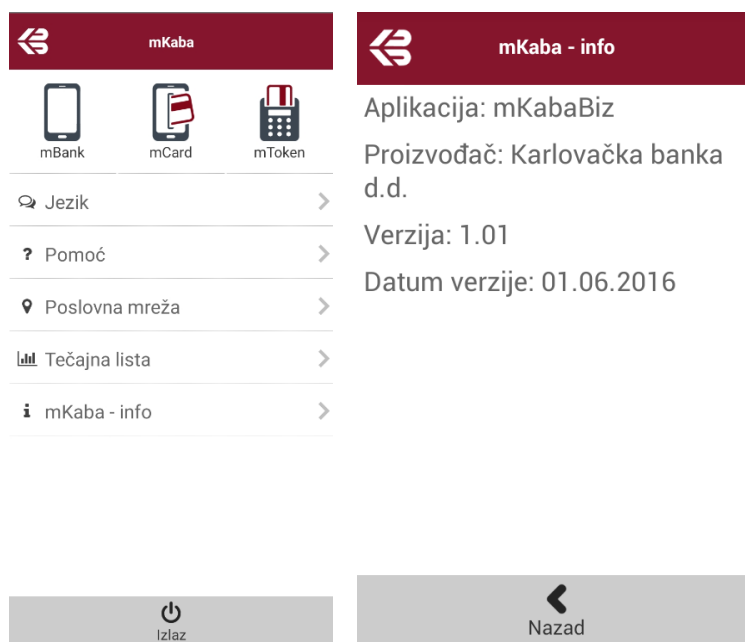 mKaba
mBank
mCard
mToken
Jezik
Pomoć
Poslovna mreža
Tečajna lista
mKaba - info
Izlaz
mKaba - info
Aplikacija: mKabaBiz
Proizvođač: Karlovačka banka
d.d.
Verzija: 1.01
Datum verzije: 01.06.2016
Nazad